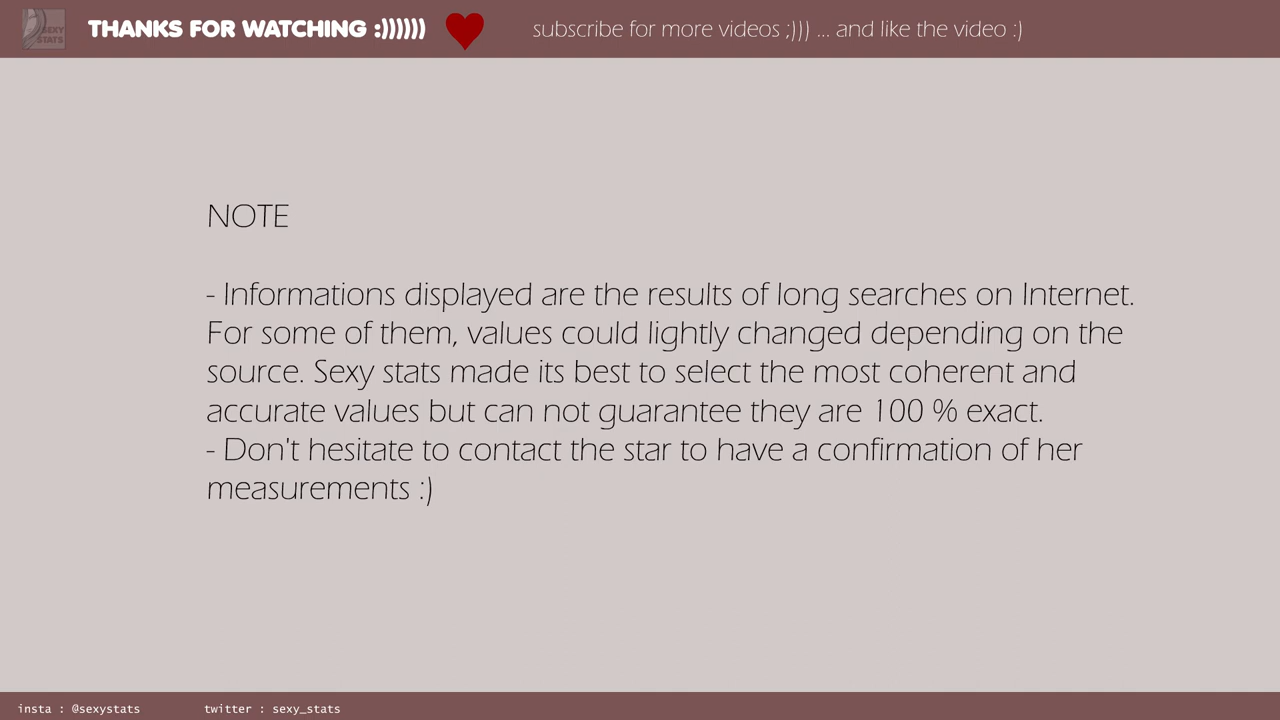 SEXY
STATS
THANKS FOR WATCHING :))))))
subscribe for more videos ;))) ... and like the video :)
NOTE
- Informations displayed are the results of long searches on Internet.
For some of them, values could lightly changed depending on the
source. Sexy stats made its best to select the most coherent and
accurate values but can not guarantee they are 100 % exact.
- Don't hesitate to contact the star to have a confirmation of her
measurements :)
insta : @sexystats
twitter : sexy_stats